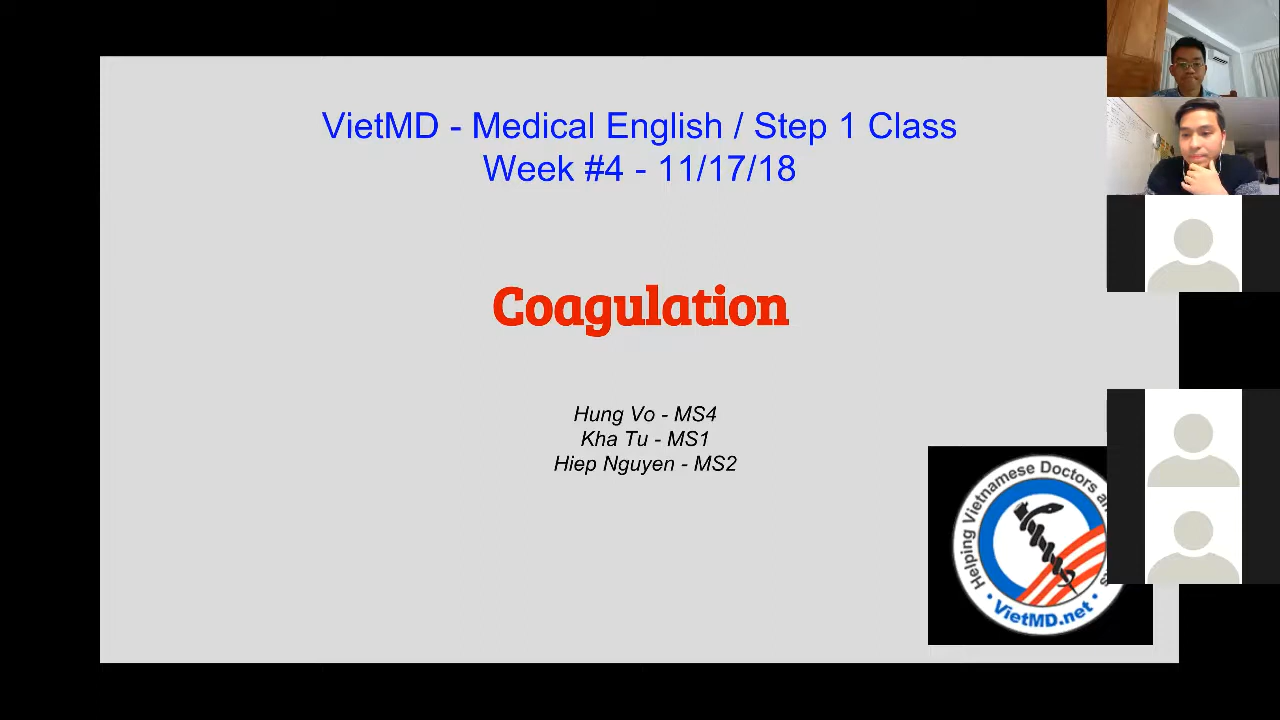 VietMD - Medical English / Step 1 Class
Week #4 - 11/17/18
Coagulation
Hung Vo - MS4
Kha Tu - MS1
Hiep Nguyen - MS2
Helping Vietnamese Doctors
• VietMD.net •